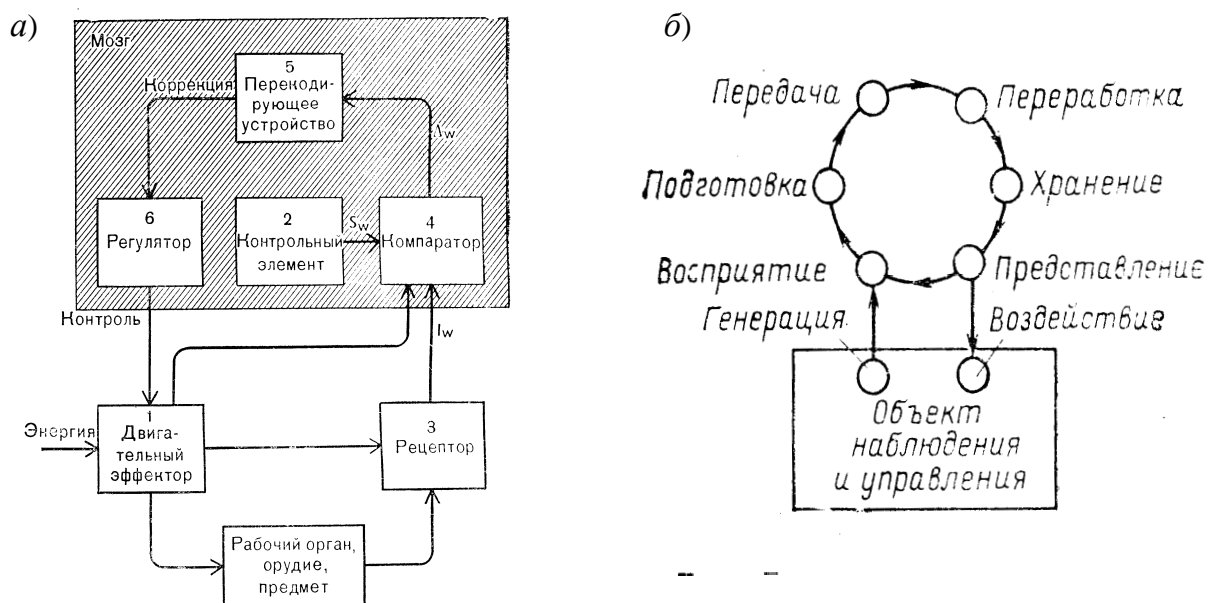 а)
Мозг
5
Перекоди-
рующее
устройство
Коррекция
Δw
6
Регулятор
2
Контрольный
элемент
Sw
4
Компаратор
Контроль
Iw
Энергия
1
Двига-
тельный
эффектор
3
Рецептор
Рабочий орган,
орудие,
предмет
б)
Передача
Переработка
Подготовка
Хранение
Восприятие
Представление
Генерация
Воздействие
Объект
наблюдения
и управления